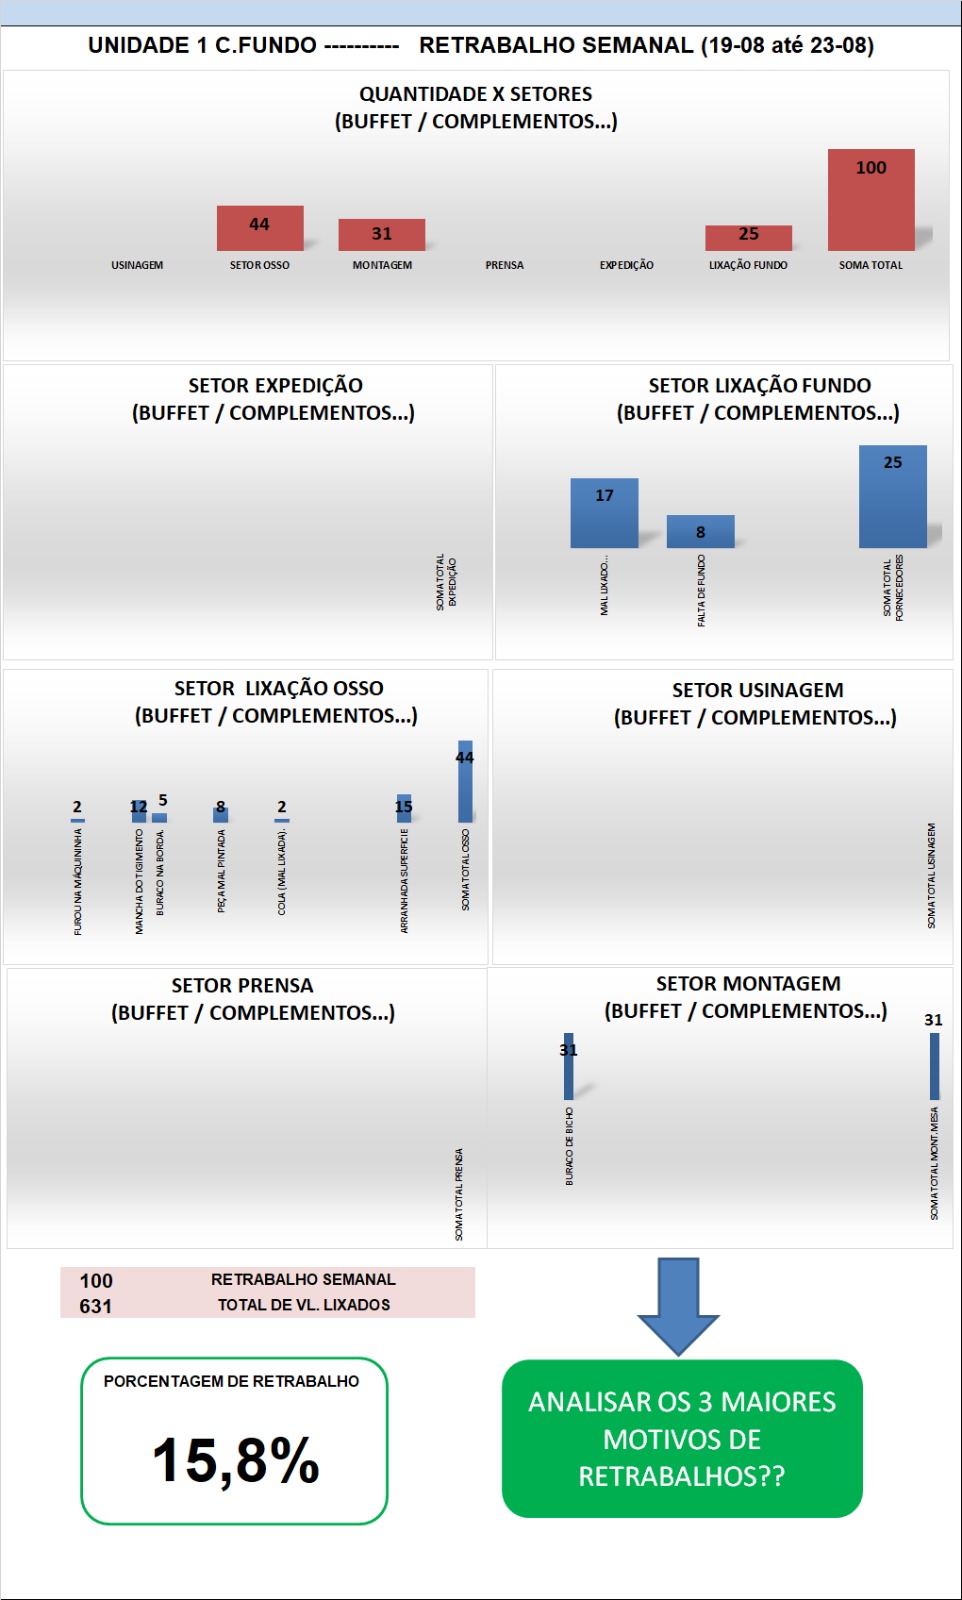 UNIDADE 1 C.FUNDO ---------- RETRABALHO SEMANAL (19-08 até 23-08)
QUANTIDADE X SETORES
(BUFFET / COMPLEMENTOS...)
44
31
25
100
USINAGEM
SETOR OSSO
MONTAGEM
PRENSA
EXPEDIÇÃO
LIXAÇÃO FUNDO
SOMA TOTAL
SETOR EXPEDIÇÃO
(BUFFET / COMPLEMENTOS...)
SOMA TOTAL
EXPEDIÇÃO
SETOR LIXAÇÃO FUNDO
(BUFFET / COMPLEMENTOS...)
17
8
25
MAL LIXADO...
FALTA DE FUNDO
SOMA TOTAL
FORNECEDORES
SETOR LIXAÇÃO OSSO
(BUFFET / COMPLEMENTOS...)
2
12
5
8
2
15
44
FUROU NA MÁQUININHA
MANCHA DO TIGIMENTO
BURACO NA BORDA.
PEÇA MAL PINTADA
COLA (MAL LIXADA).
ARRANHADA SUPERFICIE
SOMA TOTAL OSSO
SETOR USINAGEM
(BUFFET / COMPLEMENTOS...)
SOMA TOTAL USINAGEM
SETOR PRENSA
(BUFFET / COMPLEMENTOS...)
SOMA TOTAL PRENSA
SETOR MONTAGEM
(BUFFET / COMPLEMENTOS...)
31
31
BURACO DE BICHO
SOMA TOTAL MONT.MESA
100 RETRABALHO SEMANAL
631 TOTAL DE VL. LIXADOS
PORCENTAGEM DE RETRABALHO
15,8%
ANALISAR OS 3 MAIORES
MOTIVOS DE
RETRABALHOS??